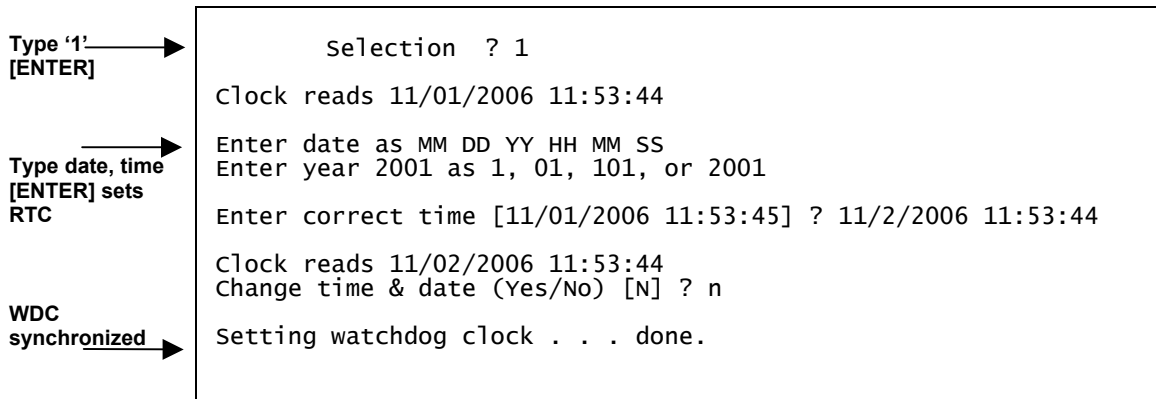 Type ‘1’
[ENTER]
Selection ? 1
Clock reads 11/01/2006 11:53:44
Type date, time
[ENTER] sets
RTC
Enter date as MM DD YY HH MM SS
Enter year 2001 as 1, 01, 101, or 2001
Enter correct time [11/01/2006 11:53:45] ? 11/2/2006 11:53:44
Clock reads 11/02/2006 11:53:44
Change time & date (Yes/No) [N] ? n
WDC
synchronized
Setting watchdog clock . . . done.